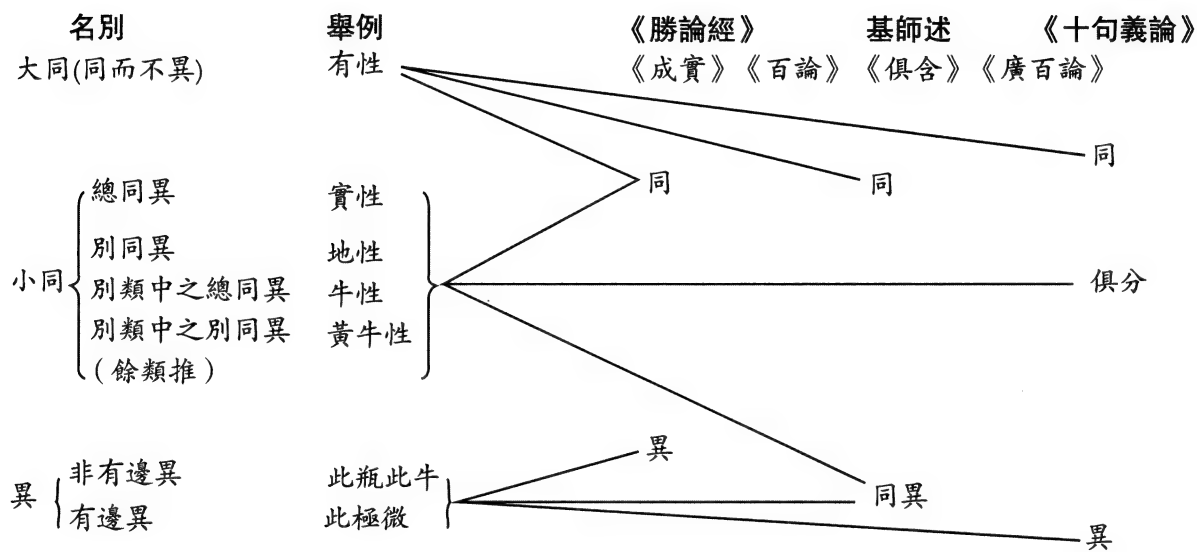 名別 舉例 《勝論經》 基師述 《十句義論》
大同(同而不異) 有性 《成實》《百論》《俱含》《廣百論》
同
同 同
總同異 實性
別同異 地性
小同 別類中之總同異 牛性 俱分
別類中之別同異 黃牛性
(餘類推)
異
非有邊異 此瓶此牛
異 同異
有邊異 此極微
異